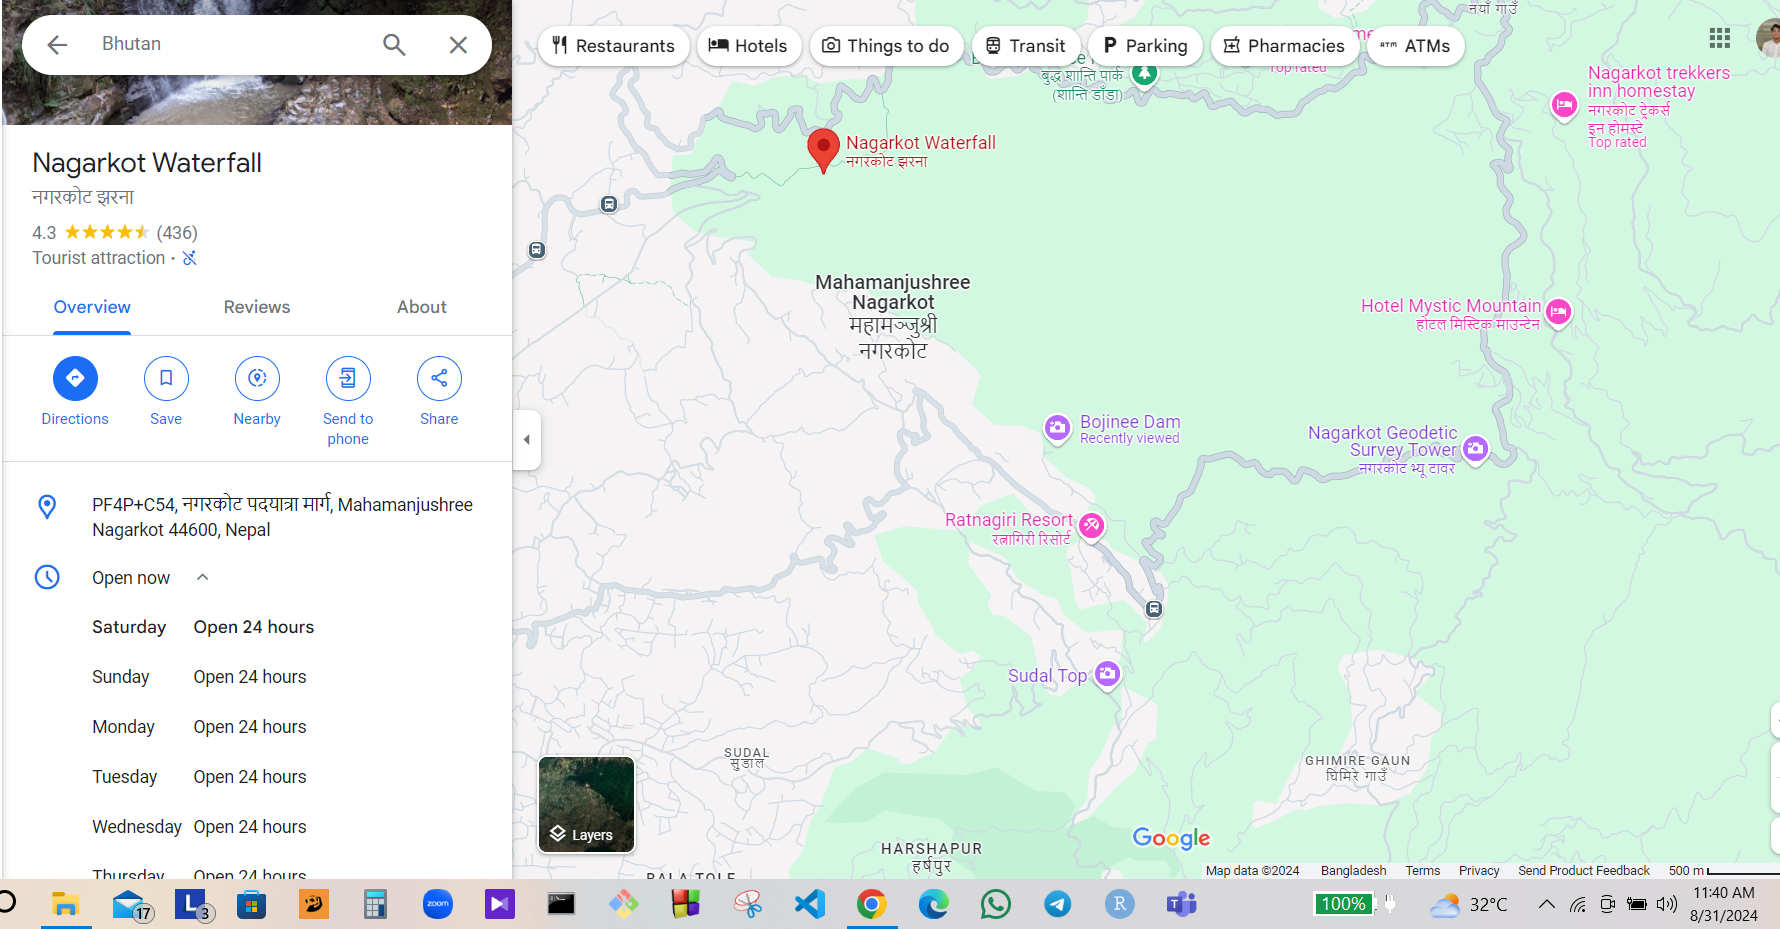 Bhutan
Nagarkot Waterfall
नगरकोट झरना
4.3 (436)
Tourist attraction ·
Overview Reviews About
Directions Save Nearby Send to phone Share
PF4P+C54, नगरकोट पदयात्रा मार्ग, Mahamanjushree
Nagarkot 44600, Nepal
Open now
Saturday Open 24 hours
Sunday Open 24 hours
Monday Open 24 hours
Tuesday Open 24 hours
Wednesday Open 24 hours
Thursday Open 24 hours
Restaurants Hotels Things to do Transit Parking Pharmacies ATMs
नयाँ गाउँ
बुद्ध शान्ति पार्क
(शान्ति डाँडा)
Top rated
Nagarkot trekkers
inn homestay
नगरकोट ट्रेकर्स
इन होमस्टे
Top rated
Nagarkot Waterfall
नगरकोट झरना
Mahamanjushree
Nagarkot
महामञ्जुश्री
नगरकोट
Hotel Mystic Mountain
होटल मिस्टिक माउन्टेन
Bojinee Dam
Recently viewed
Nagarkot Geodetic
Survey Tower
नगरकोट भ्यू टावर
Ratnagiri Resort
रत्नागिरी रिसोर्ट
Sudal Top
SUDAL
सुडाल
GHIMIRE GAUN
घिमिरे गाउँ
HARSHAPUR
हर्षपुर
BALA TOLE
Layers
Google
Map data ©2024 Bangladesh Terms Privacy Send Product Feedback 500 m
17
L 3
zoom
R
T
100%
32°C
11:40 AM
8/31/2024